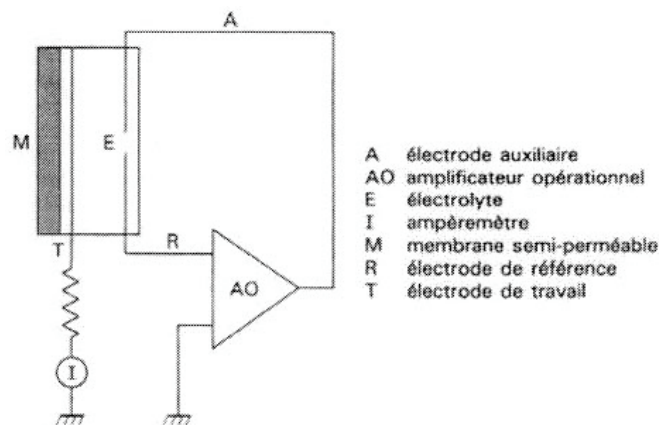 A
M
E
T
R
AO
I
A électrode auxiliaire
AO amplificateur opérationnel
E électrolyte
I ampèremètre
M membrane semi-perméable
R électrode de référence
T électrode de travail